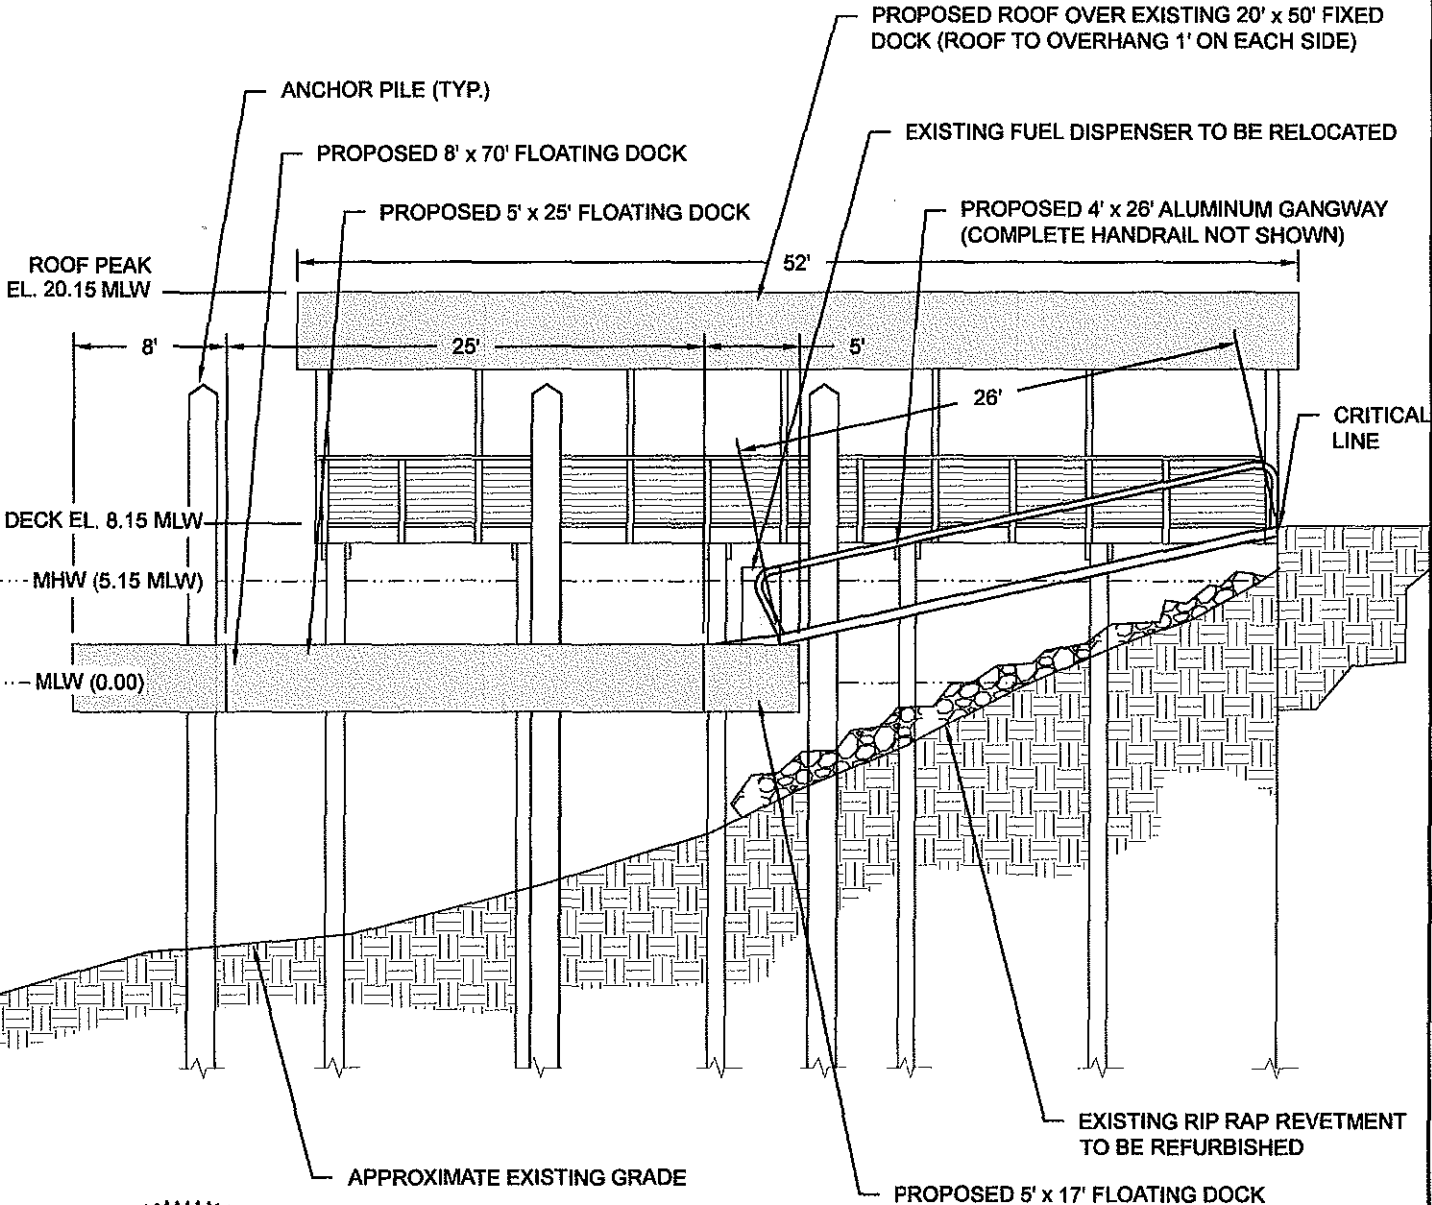 PROPOSED ROOF OVER EXISTING 20' x 50' FIXED
DOCK (ROOF TO OVERHANG 1' ON EACH SIDE)
ANCHOR PILE (TYP.)
EXISTING FUEL DISPENSER TO BE RELOCATED
PROPOSED 8' x 70' FLOATING DOCK
PROPOSED 5' x 25' FLOATING DOCK
PROPOSED 4' x 26' ALUMINUM GANGWAY
(COMPLETE HANDRAIL NOT SHOWN)
ROOF PEAK
EL. 20.15 MLW
52'
8'
25'
5'
26'
CRITICAL
LINE
DECK EL. 8.15 MLW
MHW (5.15 MLW)
MLW (0.00)
EXISTING RIP RAP REVETMENT
TO BE REFURBISHED
APPROXIMATE EXISTING GRADE
PROPOSED 5' x 17' FLOATING DOCK